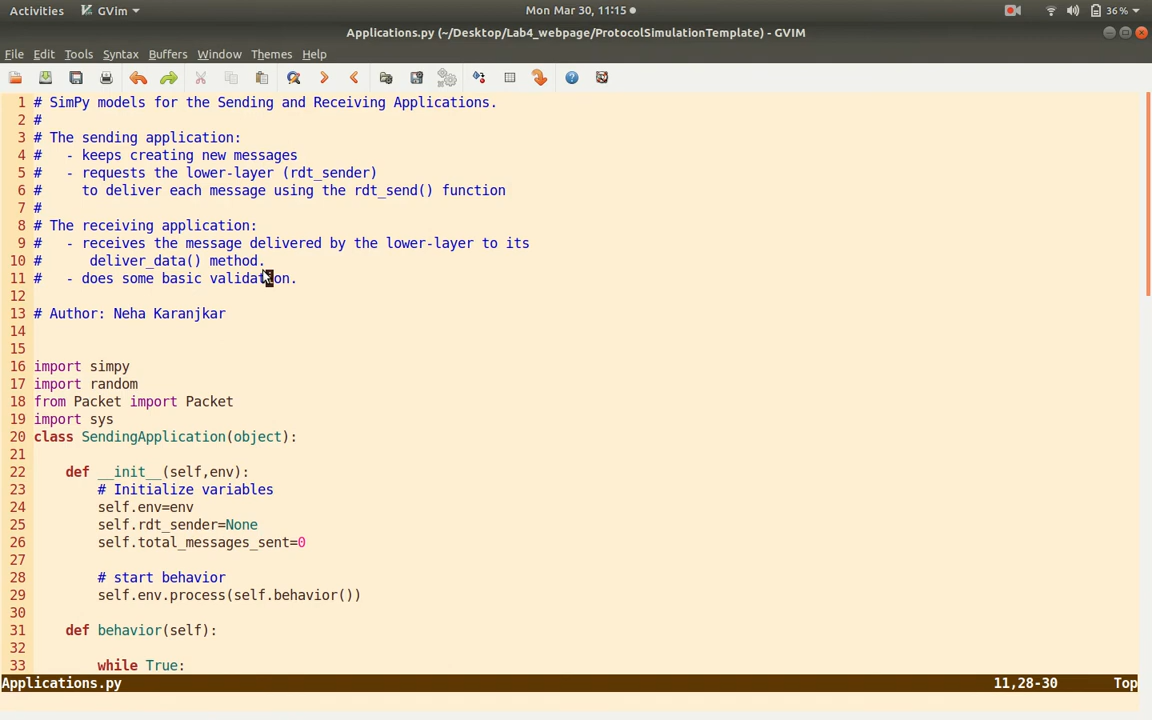 Activities GVim Mon Mar 30, 11:15 36%
Applications.py (~/Desktop/Lab4_webpage/ProtocolSimulationTemplate) - GVIM
File Edit Tools Syntax Buffers Window Themes Help
1 # SimPy models for the Sending and Receiving Applications.
2 #
3 # The sending application:
4 #   - keeps creating new messages
5 #   - requests the lower-layer (rdt_sender)
6 #     to deliver each message using the rdt_send() function
7 #
8 # The receiving application:
9 #   - receives the message delivered by the lower-layer to its
10 #      deliver_data() method.
11 #   - does some basic validation.
12
13 # Author: Neha Karanjkar
14
15
16 import simpy
17 import random
18 from Packet import Packet
19 import sys
20 class SendingApplication(object):
21
22     def __init__(self,env):
23         # Initialize variables
24         self.env=env
25         self.rdt_sender=None
26         self.total_messages_sent=0
27
28         # start behavior
29         self.env.process(self.behavior())
30
31     def behavior(self):
32
33         while True:
Applications.py 11,28-30 Top